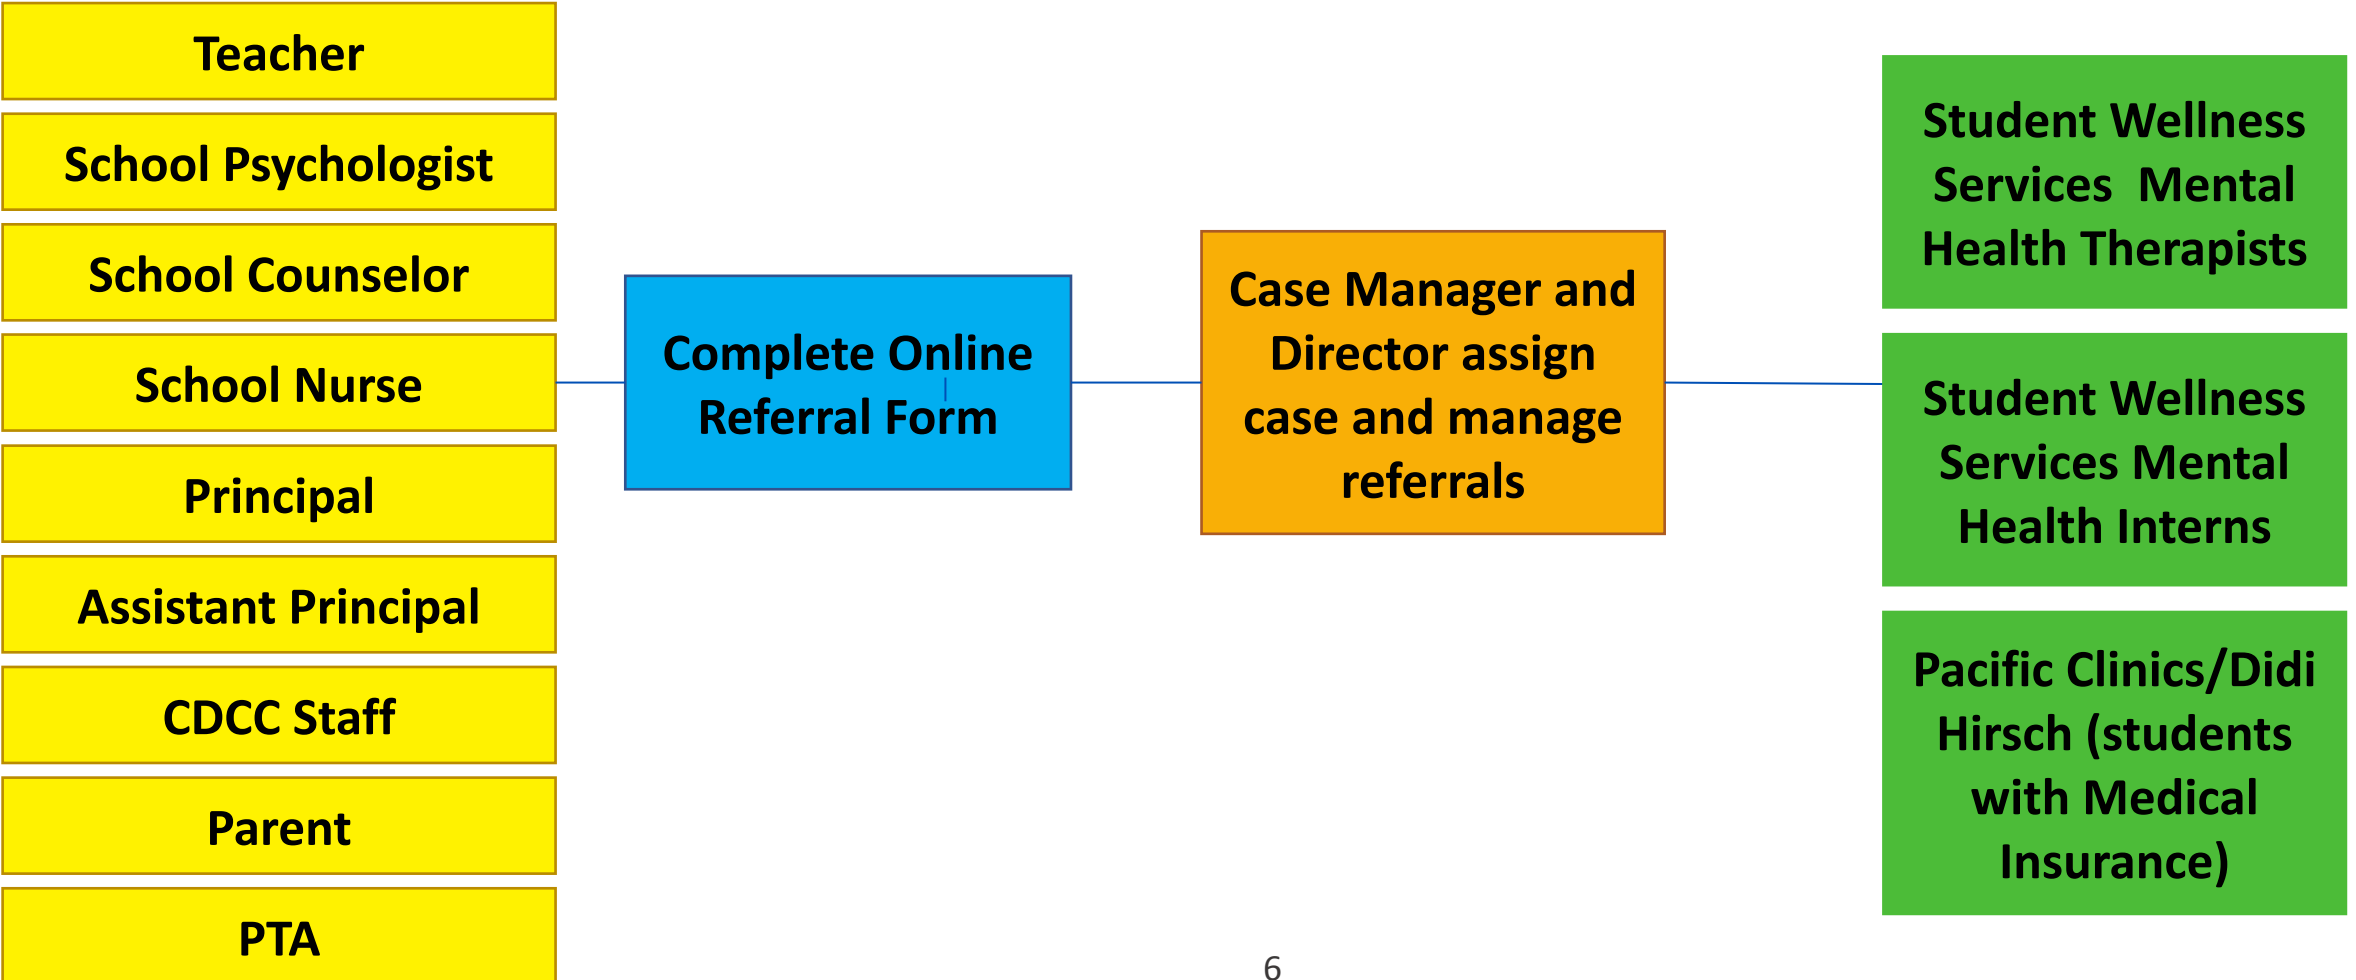 Teacher
School Psychologist
School Counselor
School Nurse
Principal
Assistant Principal
CDCC Staff
Parent
PTA
Complete Online
Referral Form
Case Manager and
Director assign
case and manage
referrals
Student Wellness
Services  Mental
Health Therapists
Student Wellness
Services Mental
Health Interns
Pacific Clinics/Didi
Hirsch (students
with Medical
Insurance)
6